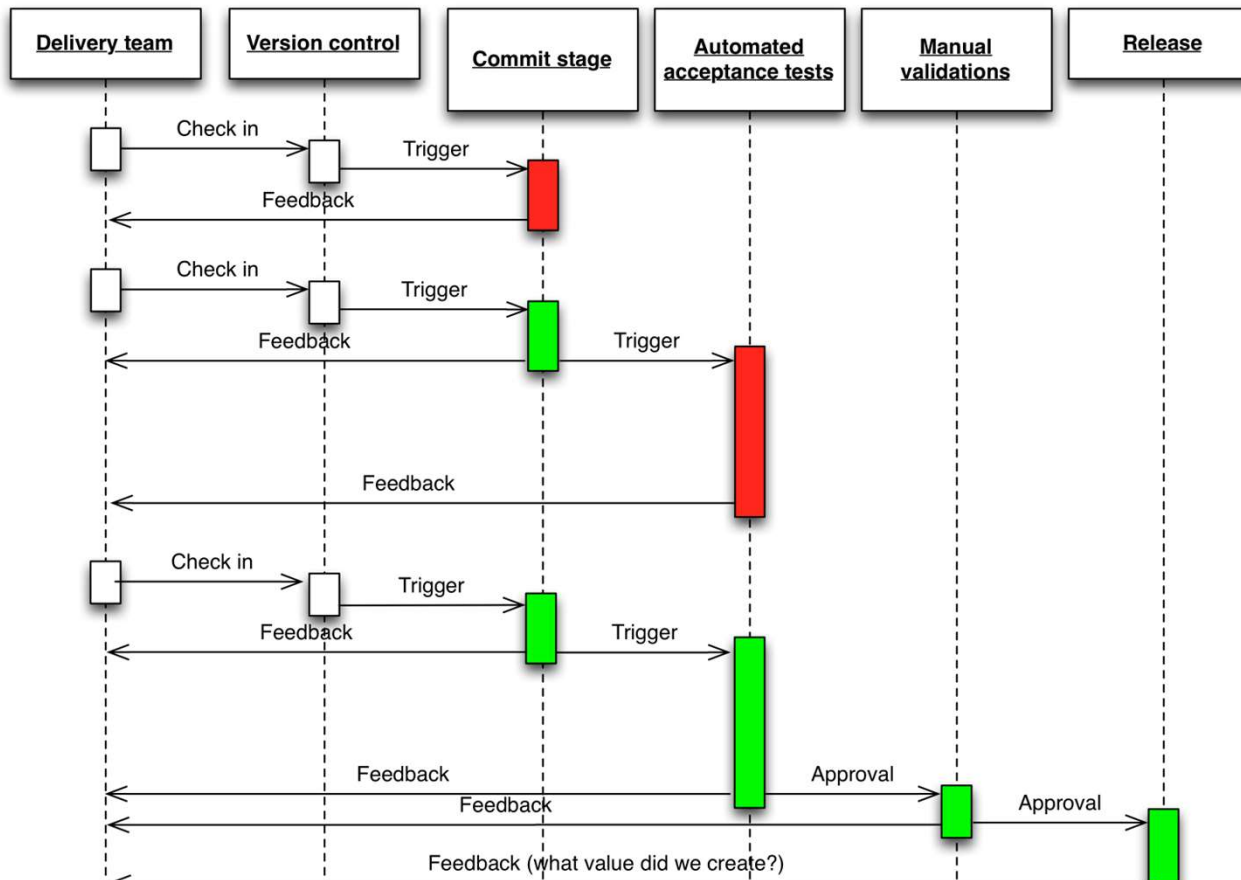 Delivery team
Version control
Commit stage
Automated
acceptance tests
Manual
validations
Release
Check in
Trigger
Feedback
Check in
Trigger
Feedback
Trigger
Feedback
Check in
Trigger
Feedback
Trigger
Feedback
Approval
Feedback
Approval
Feedback (what value did we create?)